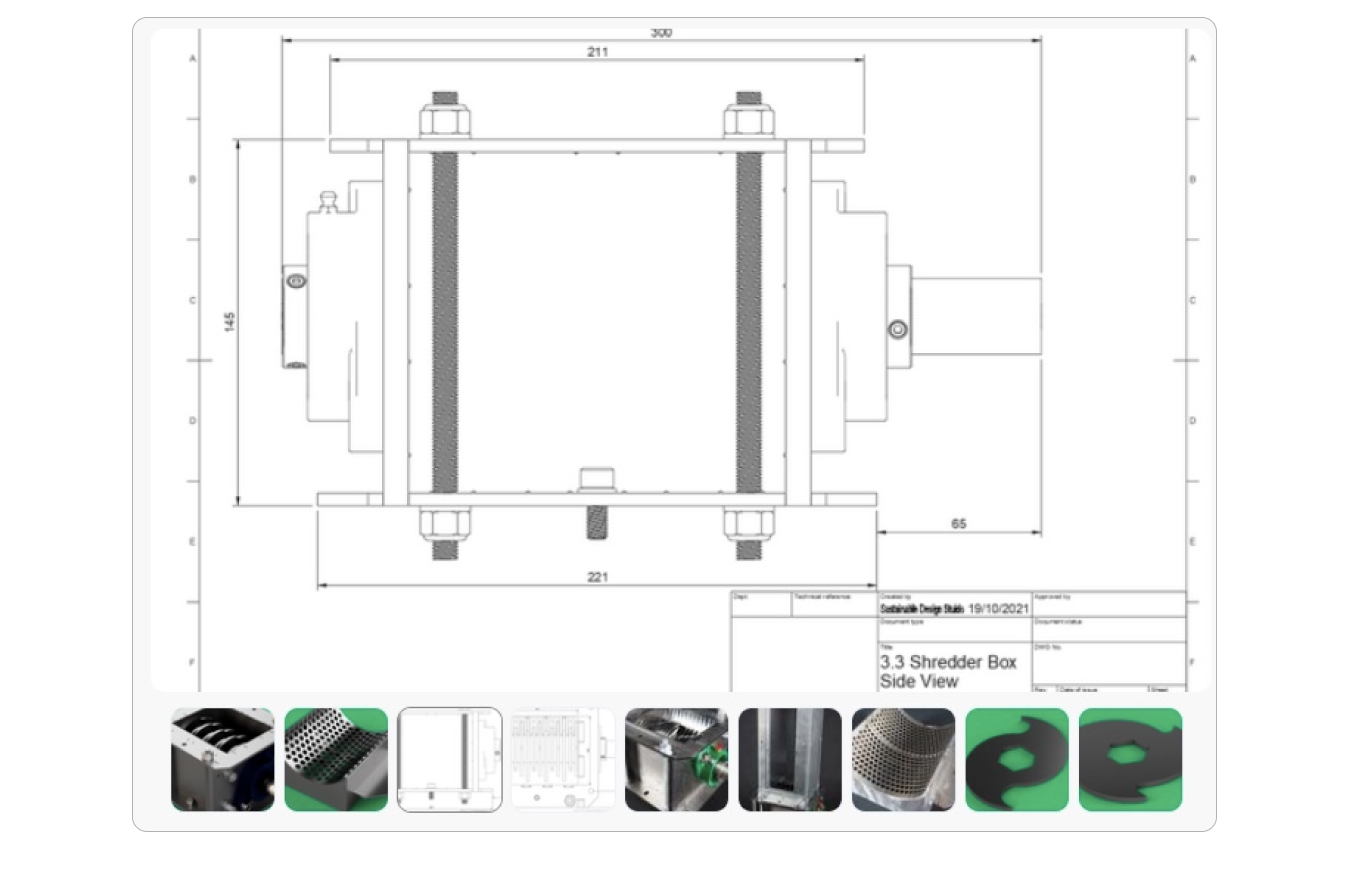 300
211
A
A
B
B
C
C
145
D
D
E
E
65
221
Dept.
Technical reference
Created by
Approved by
Sustainable Design Studio 19/10/2021
Document type
Document status
Title
DWG No.
3.3 Shredder Box
Side View
F
F
Rev.
Date of issue
Sheet